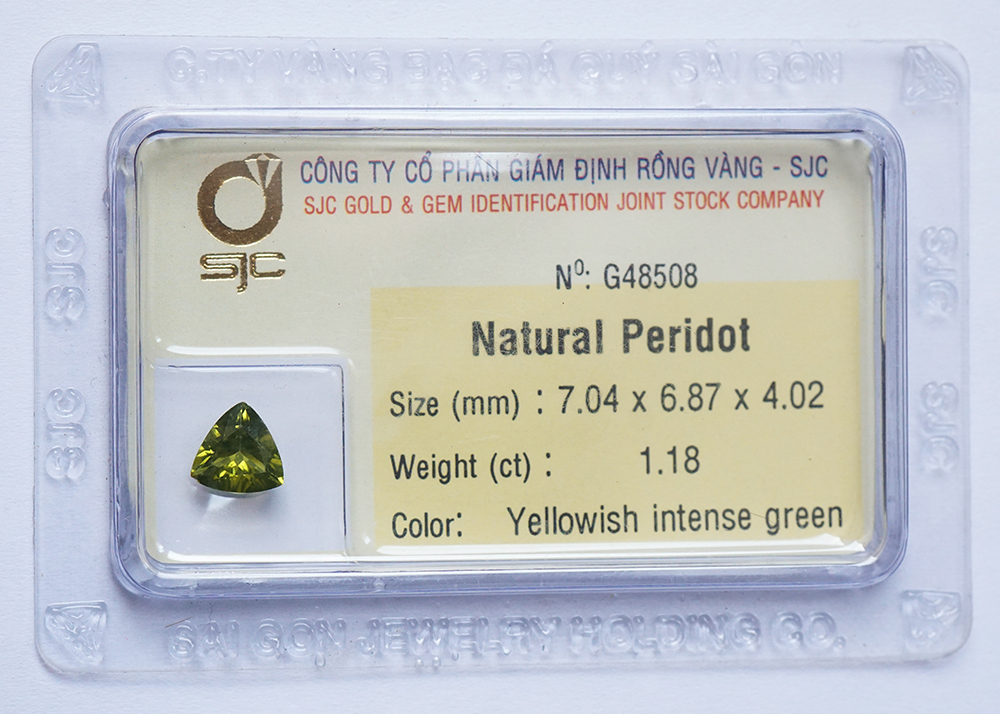 C.TY VÀNG BẠC ĐÁ QUÝ SÀI GÒN
CÔNG TY CỔ PHẦN GIÁM ĐỊNH RỒNG VÀNG - SJC
SJC GOLD & GEM IDENTIFICATION JOINT STOCK COMPANY
SJC
Nº: G48508
Natural Peridot
Size (mm) : 7.04 x 6.87 x 4.02
Weight (ct) : 1.18
Color: Yellowish intense green
SJC
SJC
SJC
SJC
SAI GON JEWELRY HOLDING CO.